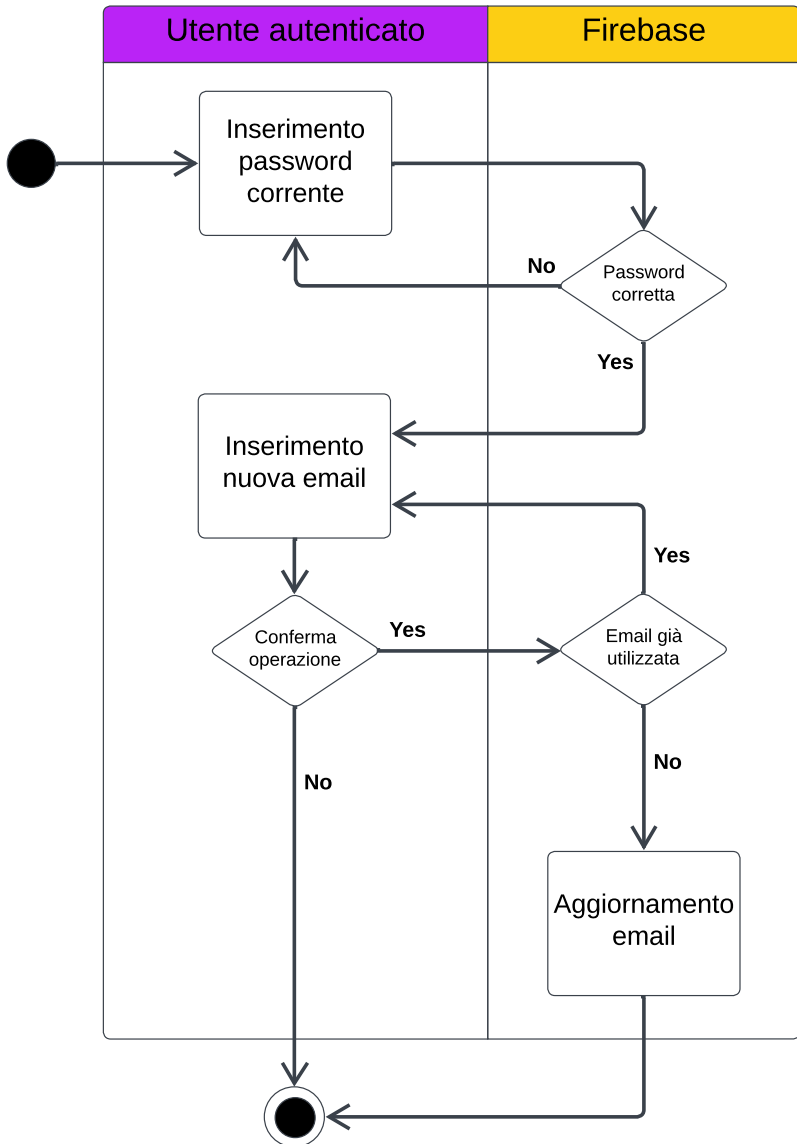 Utente autenticato
Firebase
Inserimento
password
corrente
No
Password
corretta
Yes
Inserimento
nuova email
Yes
Conferma
operazione
Yes
Email già
utilizzata
No
No
Aggiornamento
email